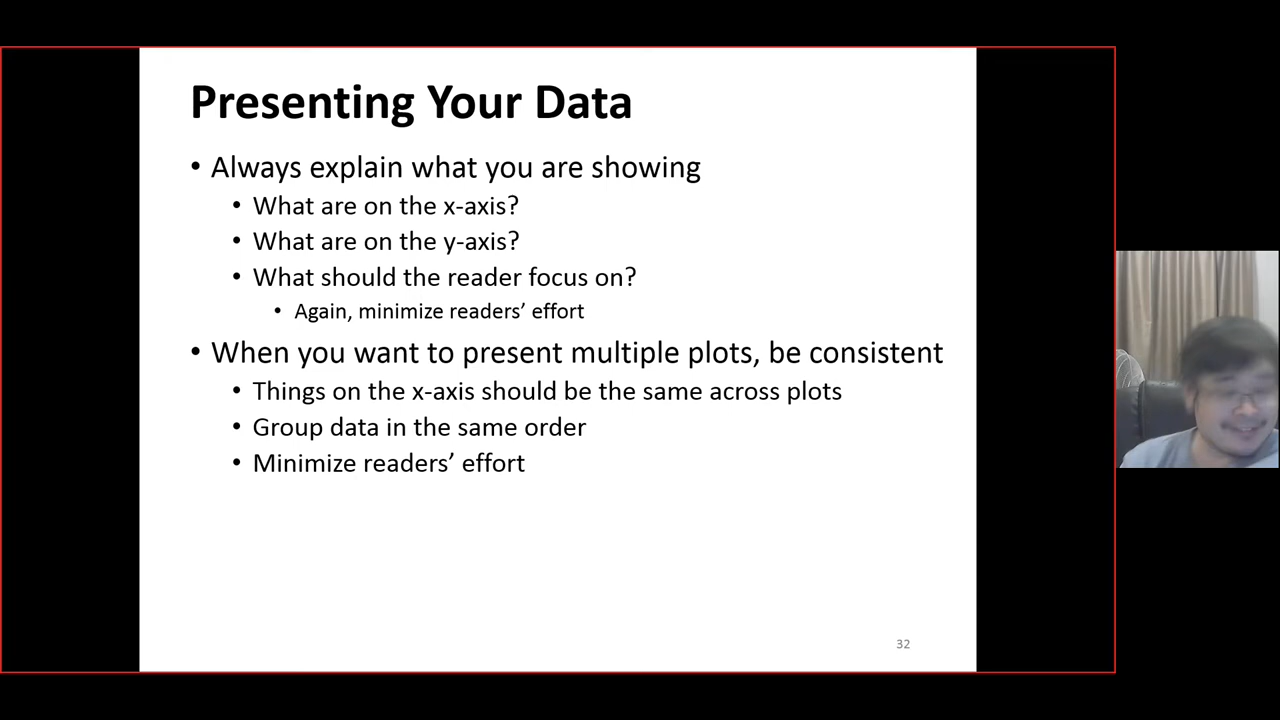 Presenting Your Data
• Always explain what you are showing
• What are on the x-axis?
• What are on the y-axis?
• What should the reader focus on?
• Again, minimize readers’ effort
• When you want to present multiple plots, be consistent
• Things on the x-axis should be the same across plots
• Group data in the same order
• Minimize readers’ effort
32